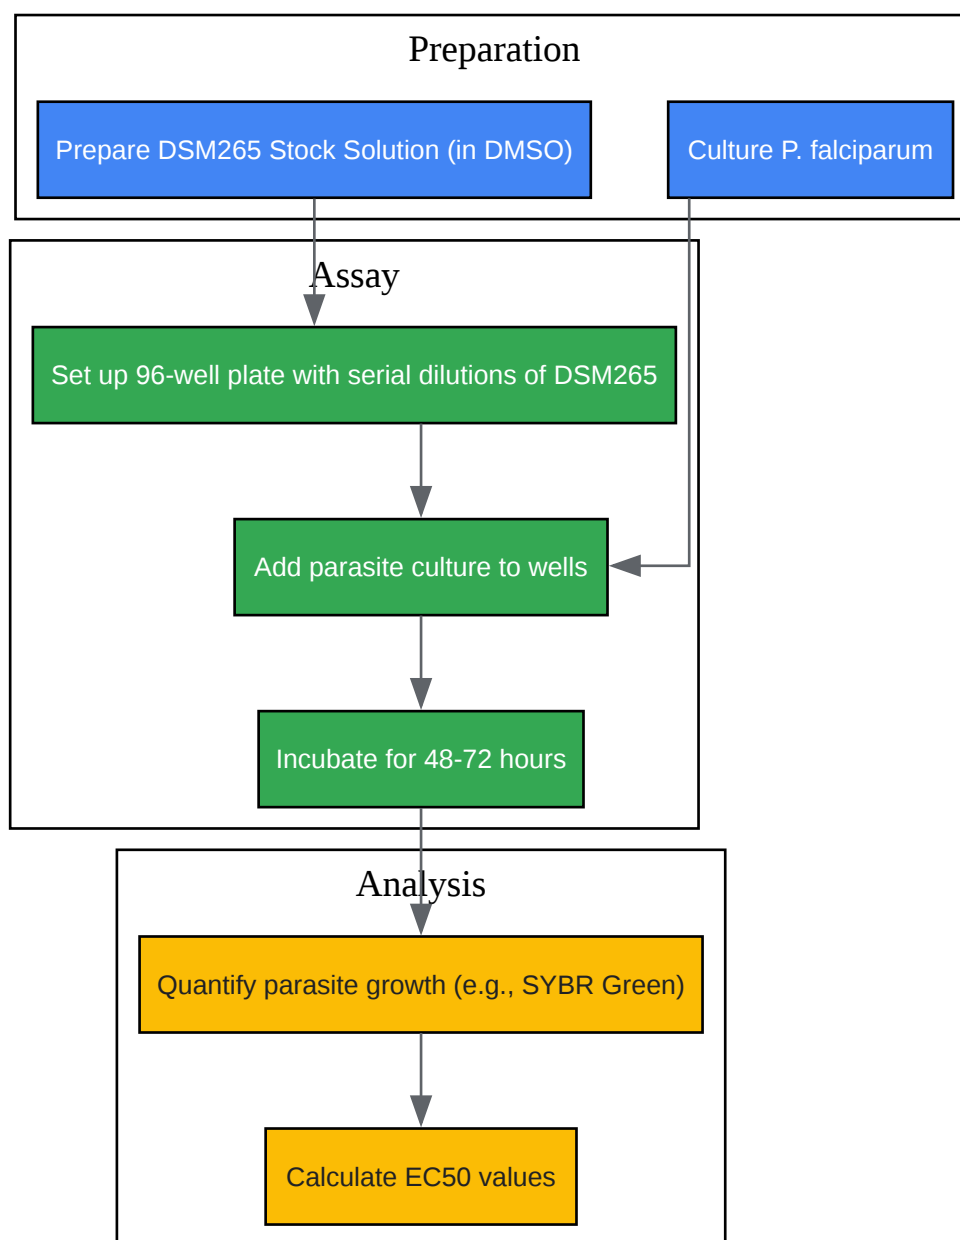 Preparation
Prepare DSM265 Stock Solution (in DMSO)
Culture P. falciparum
Assay
Set up 96-well plate with serial dilutions of DSM265
Add parasite culture to wells
Incubate for 48-72 hours
Analysis
Quantify parasite growth (e.g., SYBR Green)
Calculate EC50 values